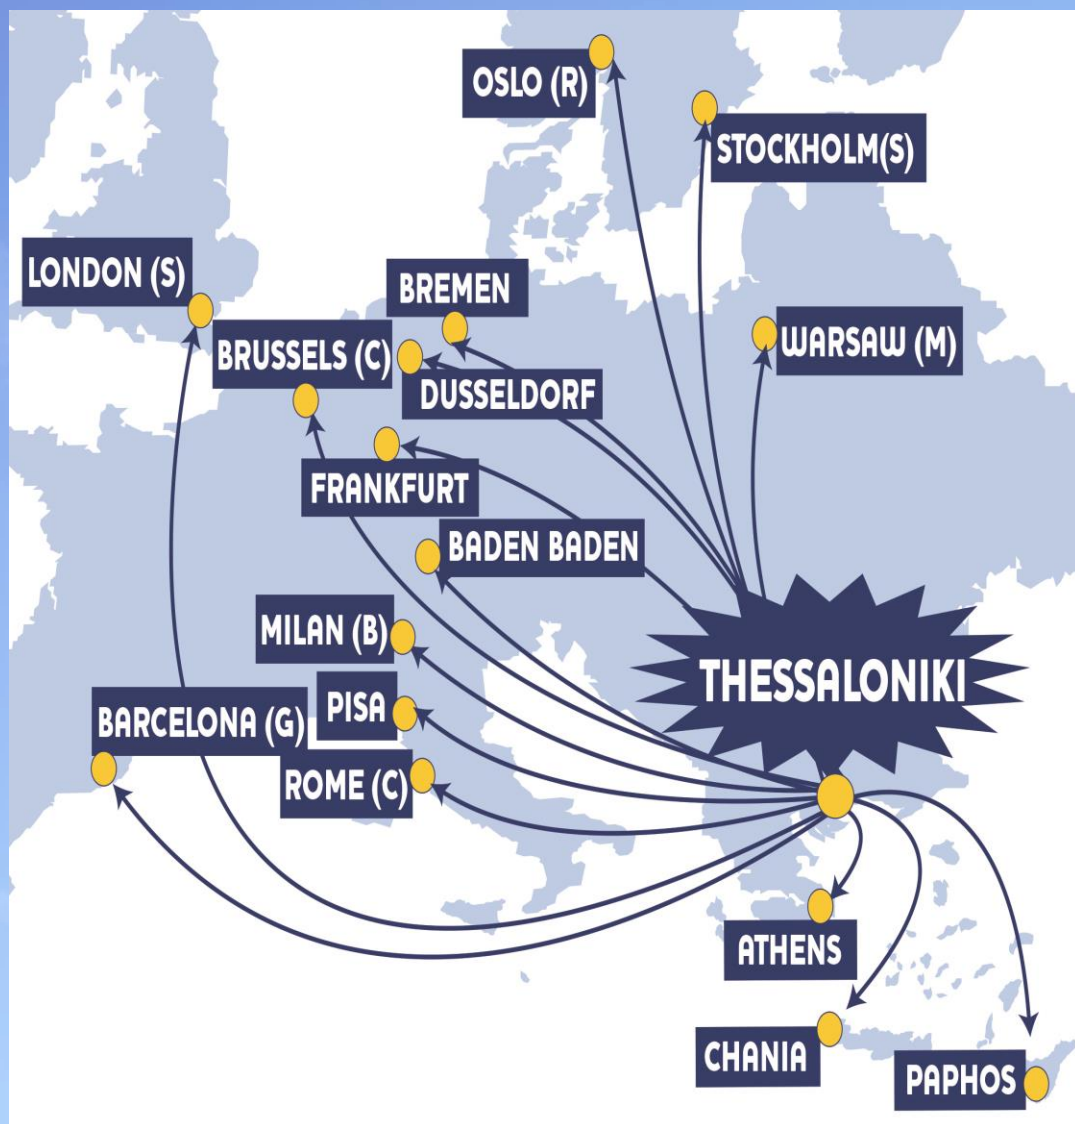 OSLO (R)
STOCKHOLM(S)
LONDON (S)
BREMEN
BRUSSELS (C)
WARSAW (M)
DUSSELDORF
FRANKFURT
BADEN BADEN
MILAN (B)
THESSALONIKI
PISA
BARCELONA (G)
ROME (C)
ATHENS
CHANIA
PAPHOS